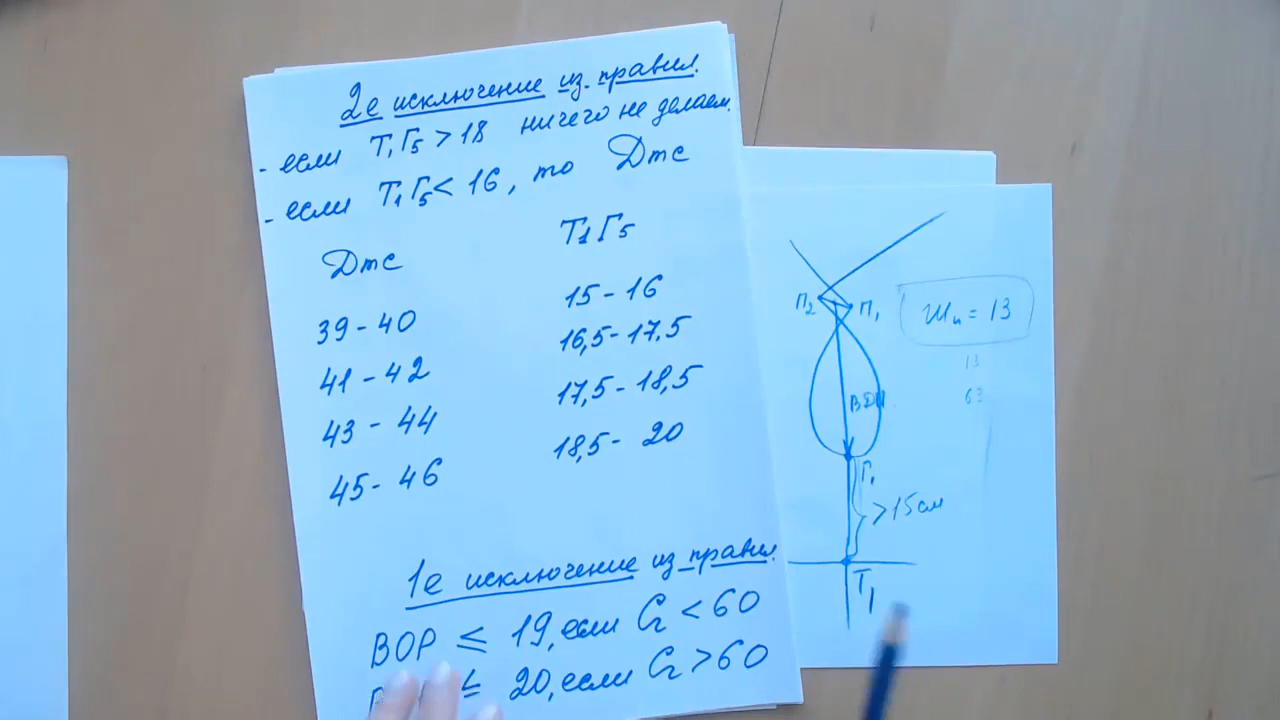 2е исключение из правил.
- если Т₁Г₅ > 18 ничего не делаем.
- если Т₁Г₅ < 16, то Дтс
Дтс Т₁Г₅
39 - 40 15 - 16
41 - 42 16,5 - 17.5
43 - 44 17,5 - 18,5
45 - 46 18,5 - 20
1е исключение из правил.
ВОР ≤ 19, если Сг < 60
≤ 20, если Сг > 60
П₂
П₁
Шп = 13
13
Г₁
> 15 см
Т₁